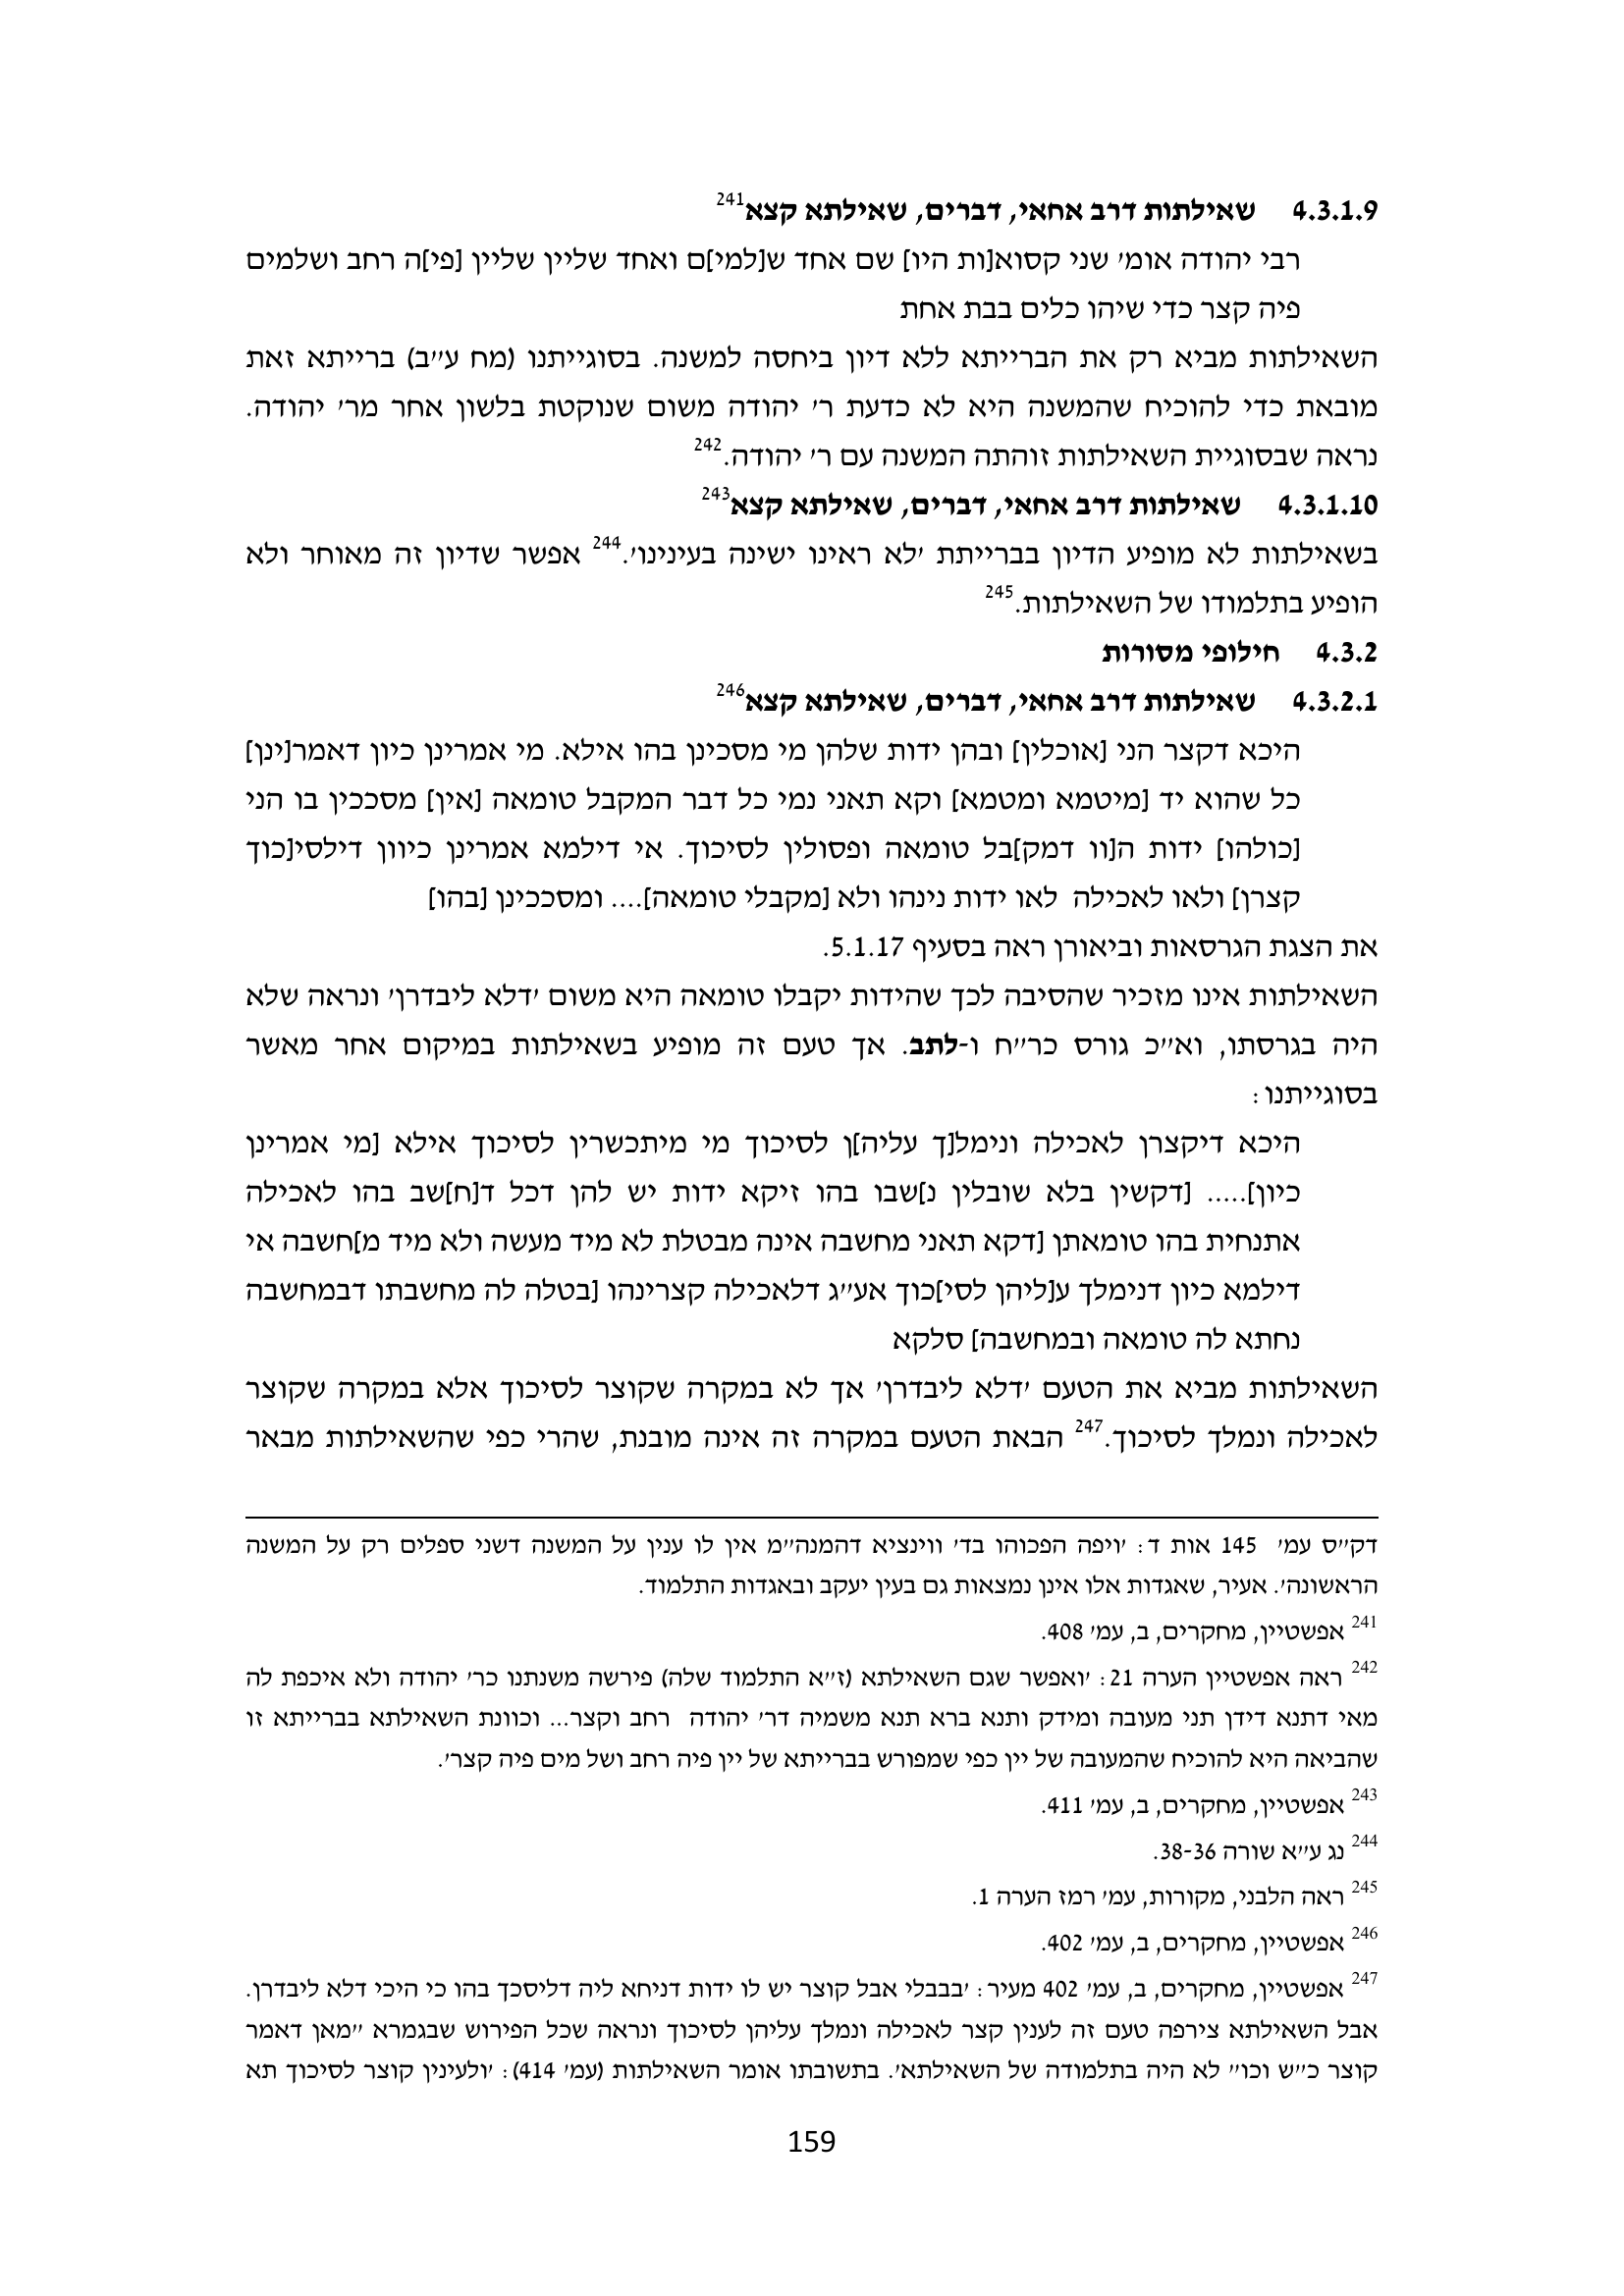 4.3.1.9 שאילתות דרב אחאי, דברים, שאילתא קצא241
רבי יהודה אומ' שני קסוא[ות היו] שם אחד ש[למי]ם ואחד שליין שליין [פי]ה רחב ושלמים
פיה קצר כדי שיהו כלים בבת אחת
השאילתות מביא רק את הברייתא ללא דיון ביחסה למשנה. בסוגייתנו (מח ע"ב) ברייתא זאת
מובאת כדי להוכיח שהמשנה היא לא כדעת ר' יהודה משום שנוקטת בלשון אחר מר' יהודה.
נראה שבסוגיית השאילתות זוהתה המשנה עם ר' יהודה.242
4.3.1.10 שאילתות דרב אחאי, דברים, שאילתא קצא243
בשאילתות לא מופיע הדיון בברייתת 'לא ראינו ישינה בעינינו'.244 אפשר שדיון זה מאוחר ולא
הופיע בתלמודו של השאילתות.245
4.3.2 חילופי מסורות
4.3.2.1 שאילתות דרב אחאי, דברים, שאילתא קצא246
היכא דקצר הני [אוכלין] ובהן ידות שלהן מי מסכינן בהו אילא. מי אמרינן כיון דאמר[ינן]
כל שהוא יד [מיטמא ומטמא] וקא תאני נמי כל דבר המקבל טומאה [אין] מסככין בו הני
[כולהו] ידות ה[וו דמק]בל טומאה ופסולין לסיכוך. אי דילמא אמרינן כיוון דילסי[כוך
קצרן] ולאו לאכילה לאו ידות נינהו ולא [מקבלי טומאה].... ומסככינן [בהו]
את הצגת הגרסאות וביאורן ראה בסעיף 5.1.17.
השאילתות אינו מזכיר שהסיבה לכך שהידות יקבלו טומאה היא משום 'דלא ליבדרן' ונראה שלא
היה בגרסתו, וא"כ גורס כר"ח ו-לתב. אך טעם זה מופיע בשאילתות במיקום אחר מאשר
בסוגייתנו:
היכא דיקצרן לאכילה ונימל[ך עליה]ן לסיכוך מי מיתכשרין לסיכוך אילא [מי אמרינן
כיון]..... [דקשין בלא שובלין נ]שבו בהו זיקא ידות יש להן דכל ד[ח]שב בהו לאכילה
אתנחית בהו טומאתן [דקא תאני מחשבה אינה מבטלת לא מיד מעשה ולא מיד מ]חשבה אי
דילמא כיון דנימלך ע[ליהן לסי]כוך אע"ג דלאכילה קצרינהו [בטלה לה מחשבתו דבמחשבה
נחתא לה טומאה ובמחשבה] סלקא
השאילתות מביא את הטעם 'דלא ליבדרן' אך לא במקרה שקוצר לסיכוך אלא במקרה שקוצר
לאכילה ונמלך לסיכוך.247 הבאת הטעם במקרה זה אינה מובנת, שהרי כפי שהשאילתות מבאר
דק"ס עמ' 145 אות ד: 'ויפה הפכוהו בד' ווינציא דהמנה"מ אין לו ענין על המשנה דשני ספלים רק על המשנה
הראשונה'. אעיר, שאגדות אלו אינן נמצאות גם בעין יעקב ובאגדות התלמוד.
241 אפשטיין, מחקרים, ב, עמ' 408.
242 ראה אפשטיין הערה 21: 'ואפשר שגם השאילתא (ז"א התלמוד שלה) פירשה משנתנו כר' יהודה ולא איכפת לה
מאי דתנא דידן תני מעובה ומידק ותנא ברא תנא משמיה דר' יהודה רחב וקצר... וכוונת השאילתא בברייתא זו
שהביאה היא להוכיח שהמעובה של יין כפי שמפורש בברייתא של יין פיה רחב ושל מים פיה קצר'.
243 אפשטיין, מחקרים, ב, עמ' 411.
244 נג ע"א שורה 38-36.
245 ראה הלבני, מקורות, עמ' רמז הערה 1.
246 אפשטיין, מחקרים, ב, עמ' 402.
247 אפשטיין, מחקרים, ב, עמ' 402 מעיר: 'בבבלי אבל קוצר יש לו ידות דניחא ליה דליסכך בהו כי היכי דלא ליבדרן.
אבל השאילתא צירפה טעם זה לענין קצר לאכילה ונמלך עליהן לסיכוך ונראה שכל הפירוש שבגמרא "מאן דאמר
קוצר כ"ש וכו" לא היה בתלמודה של השאילתא'. בתשובתו אומר השאילתות (עמ' 414): 'ולעינין קוצר לסיכוך תא
159